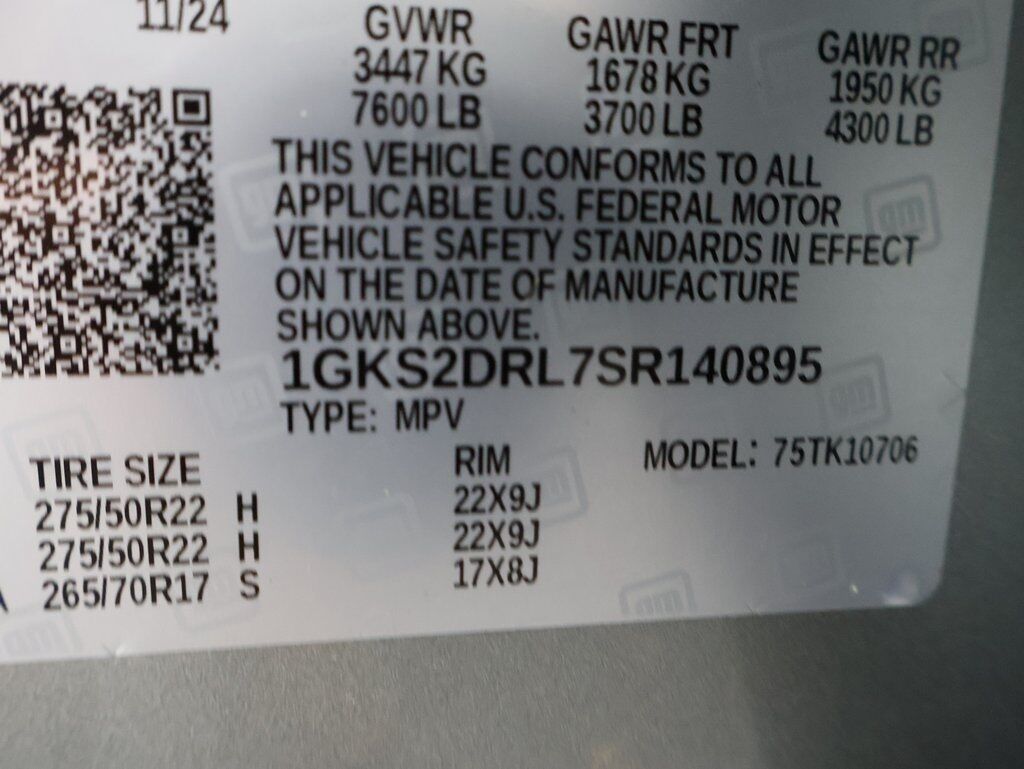 11/24 GVWR GAWR FRT GAWR RR
3447 KG 1678 KG 1950 KG
7600 LB 3700 LB 4300 LB
THIS VEHICLE CONFORMS TO ALL
APPLICABLE U.S. FEDERAL MOTOR
VEHICLE SAFETY STANDARDS IN EFFECT
ON THE DATE OF MANUFACTURE
SHOWN ABOVE.
1GKS2DRL7SR140895
TYPE: MPV
TIRE SIZE RIM MODEL: 75TK10706
275/50R22 H 22X9J
275/50R22 H 22X9J
265/70R17 S 17X8J